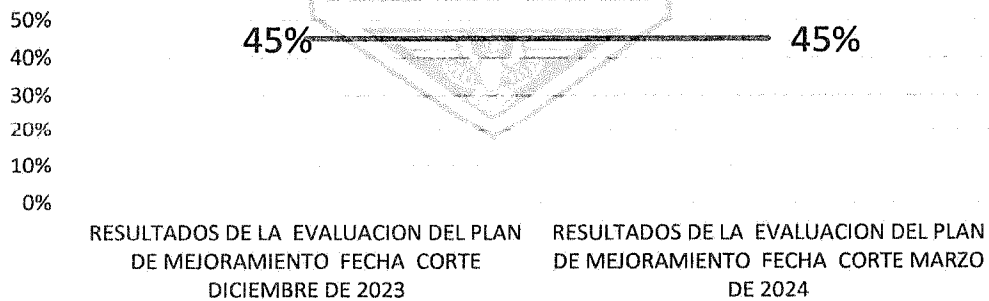 50%
45% 45%
40%
30%
20%
10%
0%
RESULTADOS DE LA EVALUACION DEL PLAN
DE MEJORAMIENTO FECHA CORTE
DICIEMBRE DE 2023
RESULTADOS DE LA EVALUACION DEL PLAN
DE MEJORAMIENTO FECHA CORTE MARZO
DE 2024